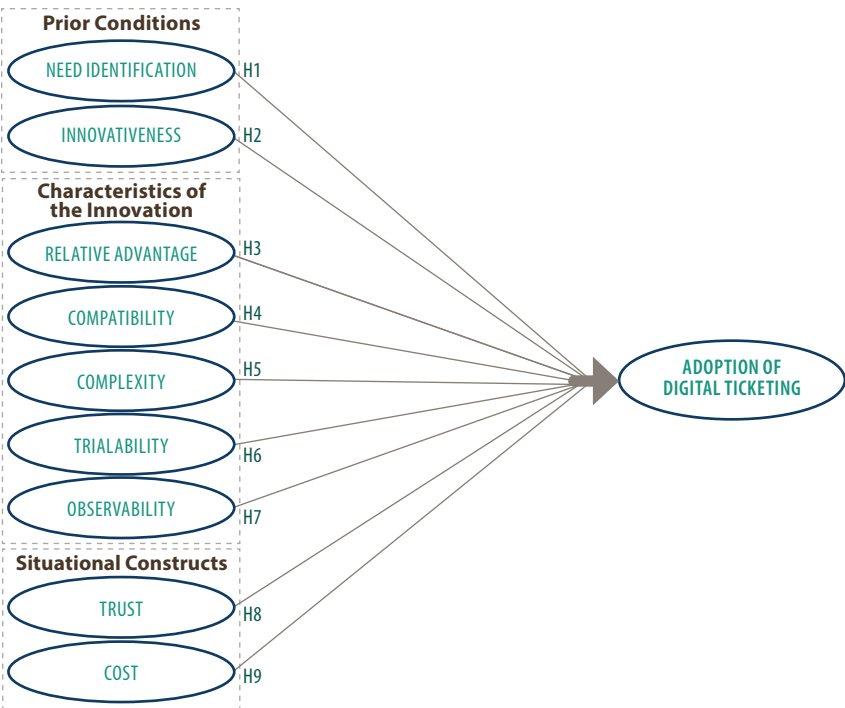 Prior Conditions
NEED IDENTIFICATION
H1
INNOVATIVENESS
H2
Characteristics of
the Innovation
RELATIVE ADVANTAGE
H3
COMPATIBILITY
H4
COMPLEXITY
H5
TRIALABILITY
H6
OBSERVABILITY
H7
Situational Constructs
TRUST
H8
COST
H9
ADOPTION OF
DIGITAL TICKETING